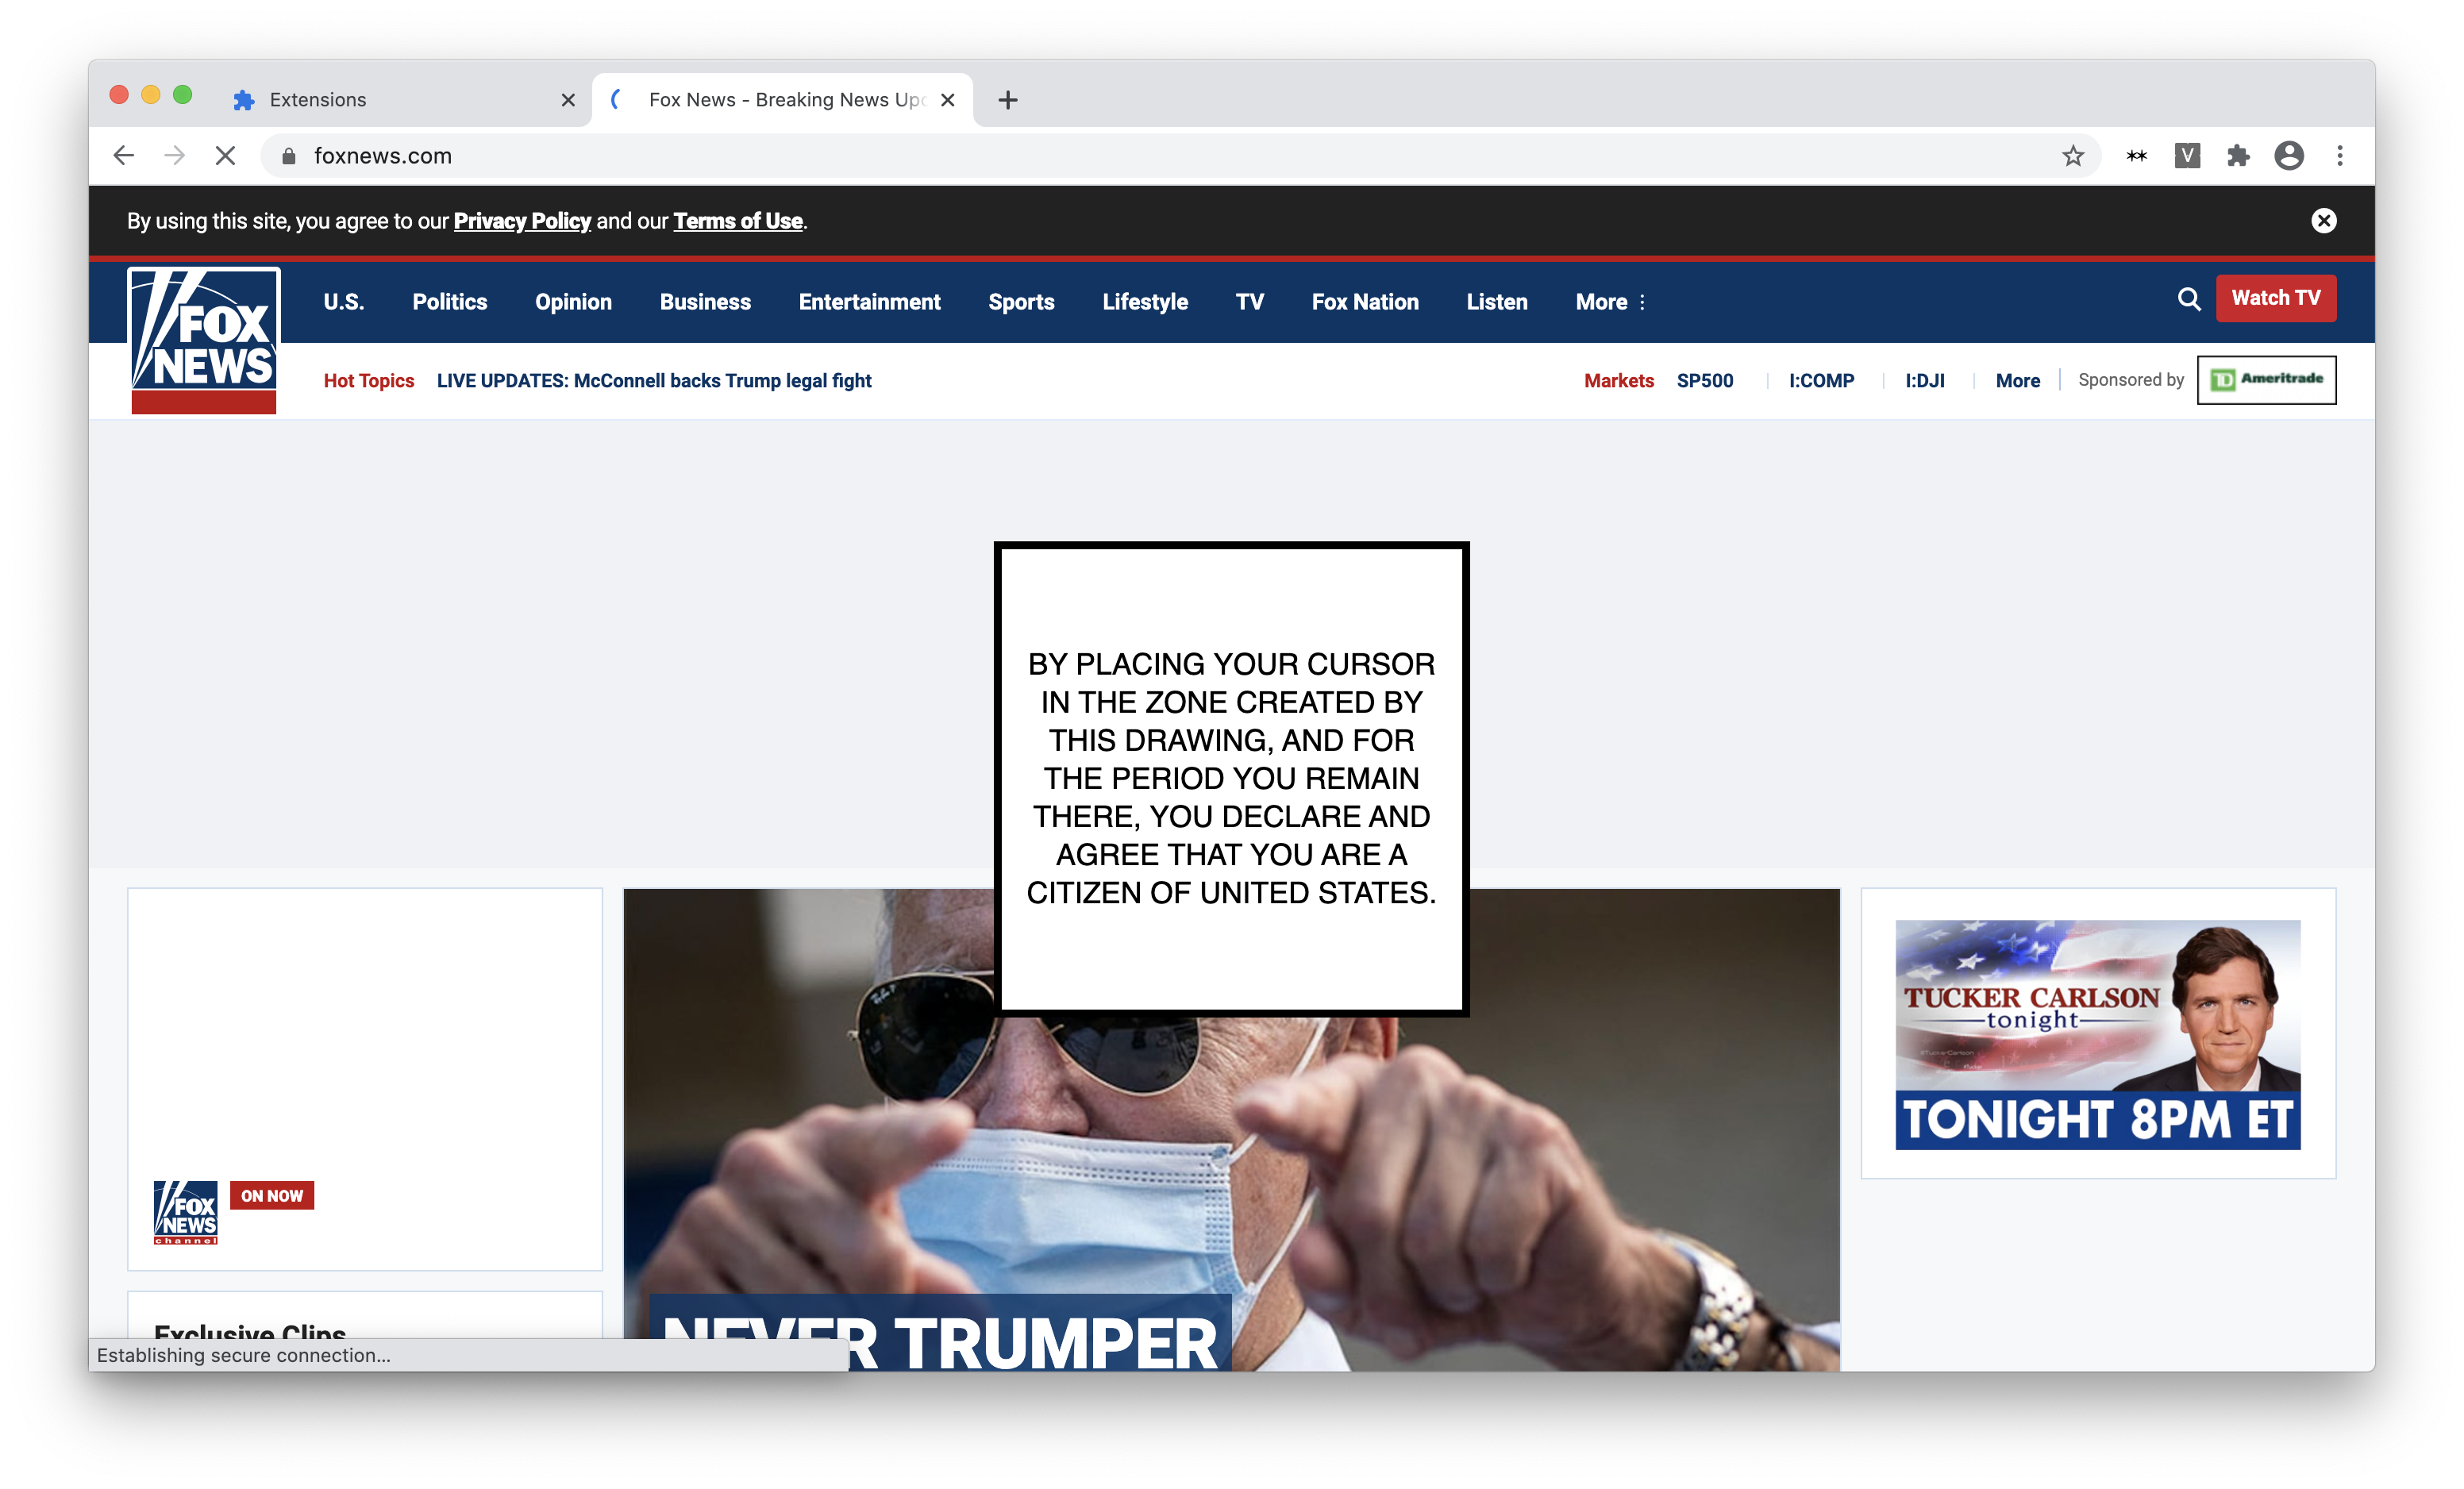 Extensions
Fox News - Breaking News Upd
foxnews.com
V
By using this site, you agree to our Privacy Policy and our Terms of Use.
FOX
NEWS
U.S. Politics Opinion Business Entertainment Sports Lifestyle TV Fox Nation Listen More
Watch TV
Hot Topics LIVE UPDATES: McConnell backs Trump legal fight
Markets SP500 I:COMP I:DJI More Sponsored by TD Ameritrade
BY PLACING YOUR CURSOR
IN THE ZONE CREATED BY
THIS DRAWING, AND FOR
THE PERIOD YOU REMAIN
THERE, YOU DECLARE AND
AGREE THAT YOU ARE A
CITIZEN OF UNITED STATES.
TUCKER CARLSON
tonight
#TuckerCarlson
TONIGHT 8PM ET
FOX
NEWS
channel
ON NOW
Exclusive Clips
NEVER TRUMPER
Establishing secure connection...